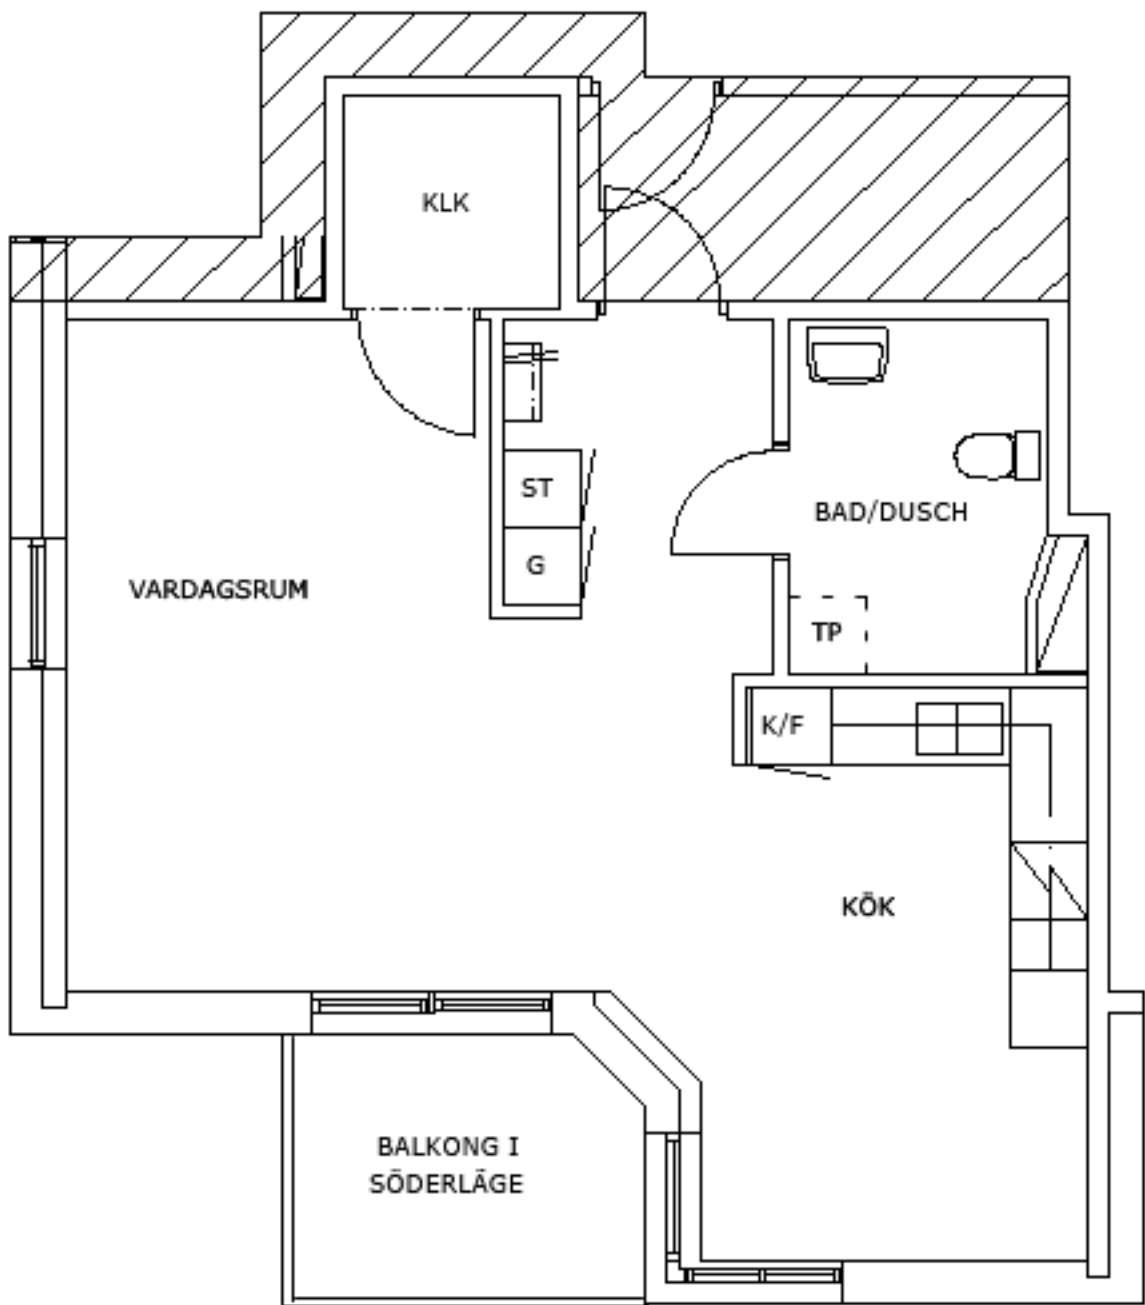 KLK
ST
G
BAD/DUSCH
VARDAGSRUM
TP
K/F
KÖK
BALKONG I
SÖDERLÄGE